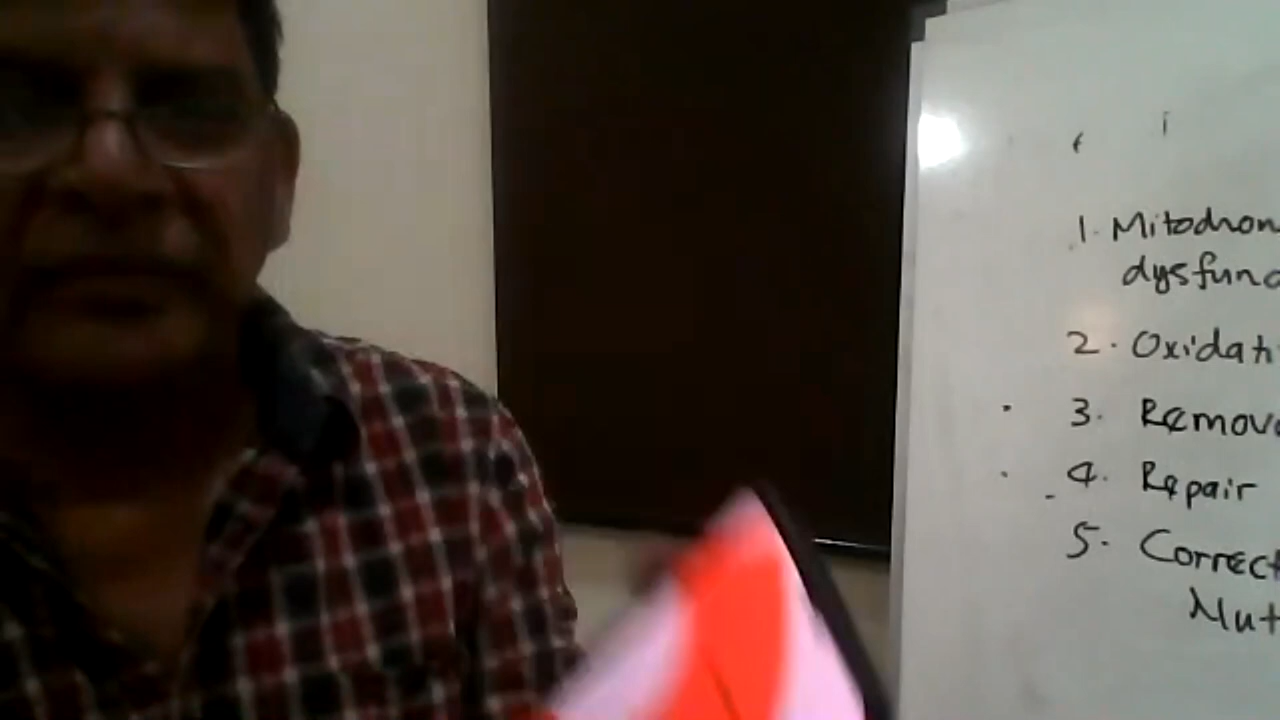 1. Mitochon
dysfunc
2. Oxidati
3. Remov
4. Repair
5. Correct
Mut